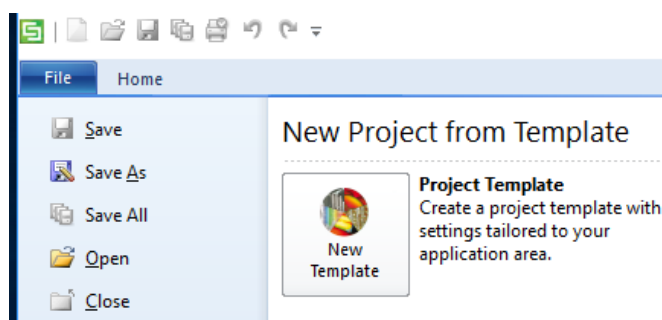 File Home
Save New Project from Template
Save As
Project Template
Create a project template with
Save All settings tailored to your
New application area.
Open Template
Close